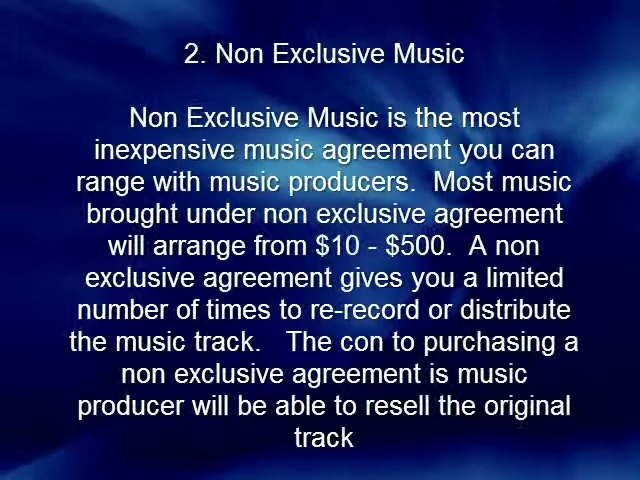 2. Non Exclusive Music
Non Exclusive Music is the most
inexpensive music agreement you can
range with music producers.  Most music
brought under non exclusive agreement
will arrange from $10 - $500.  A non
exclusive agreement gives you a limited
number of times to re-record or distribute
the music track.   The con to purchasing a
non exclusive agreement is music
producer will be able to resell the original
track